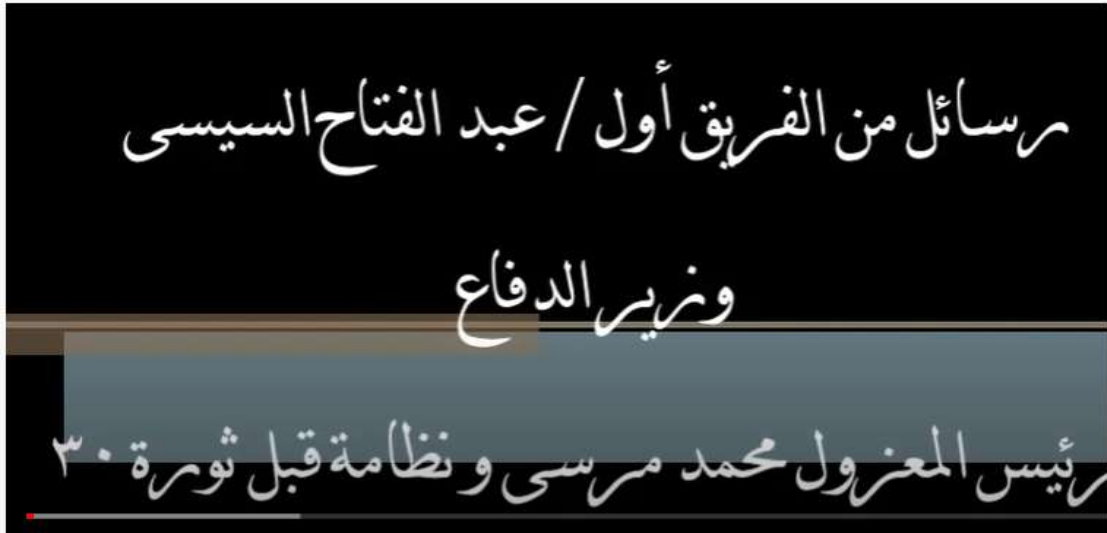 رسائل من الفريق أول / عبد الفتاح السيسى
وزير الدفاع
رئيس المعزول محمد مرسى و نظامة قبل ثورة ٣٠